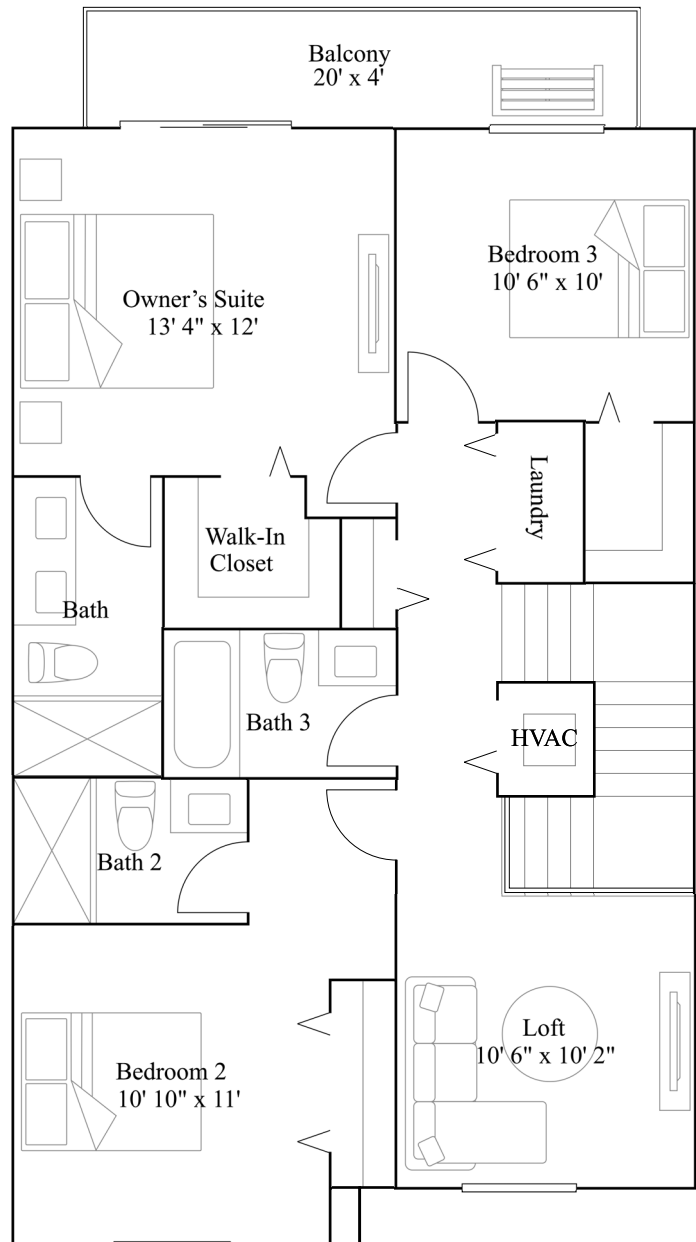 Balcony
20' x 4'
Bedroom 3
10' 6" x 10'
Owner’s Suite
13' 4" x 12'
Laundry
Walk-In
Closet
Bath
Bath 3
HVAC
Bath 2
Loft
10' 6" x 10' 2"
Bedroom 2
10' 10" x 11'